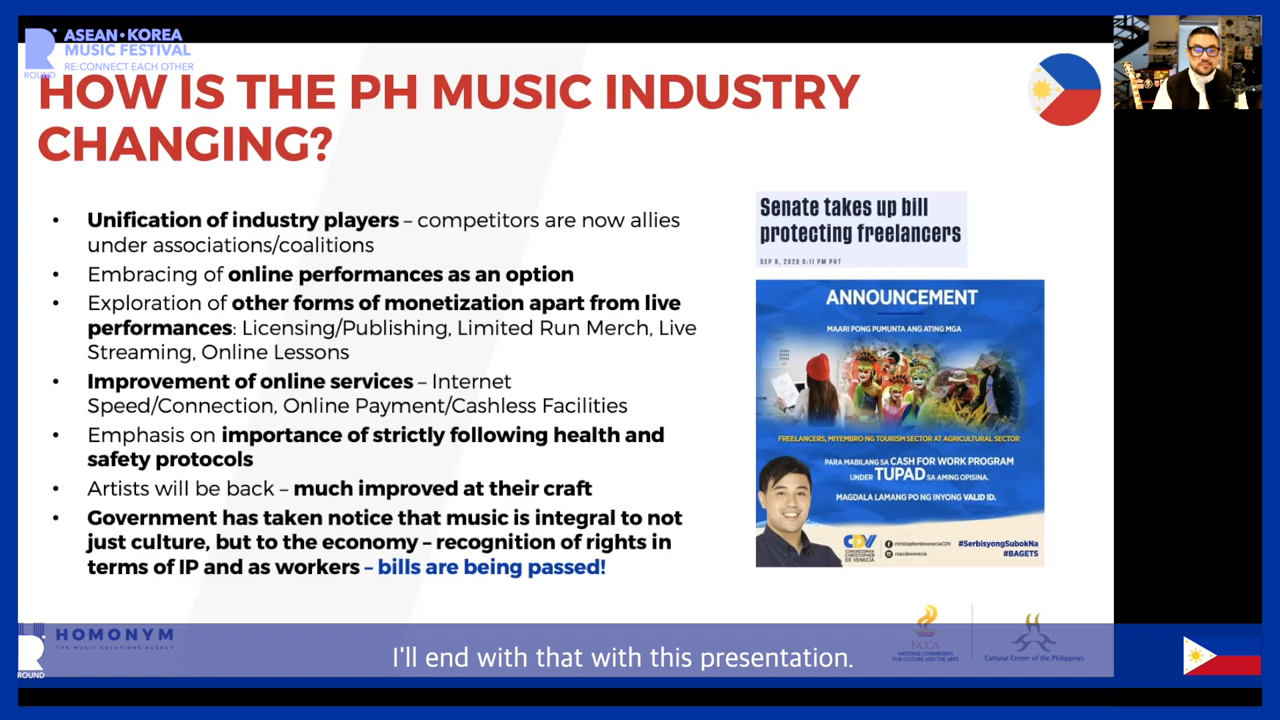 ASEAN•KOREA
MUSIC FESTIVAL
RE:CONNECT EACH OTHER
ROUND
HOW IS THE PH MUSIC INDUSTRY
CHANGING?
• Unification of industry players – competitors are now allies
under associations/coalitions
• Embracing of online performances as an option
• Exploration of other forms of monetization apart from live
performances: Licensing/Publishing, Limited Run Merch, Live
Streaming, Online Lessons
• Improvement of online services – Internet
Speed/Connection, Online Payment/Cashless Facilities
• Emphasis on importance of strictly following health and
safety protocols
• Artists will be back – much improved at their craft
• Government has taken notice that music is integral to not
just culture, but to the economy – recognition of rights in
terms of IP and as workers – bills are being passed!
Senate takes up bill
protecting freelancers
SEP 8, 2020 9:11 PM PHT
ANNOUNCEMENT
MAARI PONG PUMUNTA ANG ATING MGA
FREELANCERS, MIYEMBRO NG TOURISM SECTOR AT AGRICULTURAL SECTOR
PARA MABILANG SA CASH FOR WORK PROGRAM
UNDER TUPAD SA AMING OPISINA.
MAGDALA LAMANG PO NG INYONG VALID ID.
CDV
CONGRESSMAN
CHRISTOPHER
DE VENECIA
christopherdeveneciaCDV
repcdevenecia
#SerbisyongSubokNa
#BAGETS
HOMONYM
THE MUSIC SOLUTIONS AGENCY
ROUND
NCCA
NATIONAL COMMISSION
FOR CULTURE AND THE ARTS
Cultural Center of the Philippines
I'll end with that with this presentation.